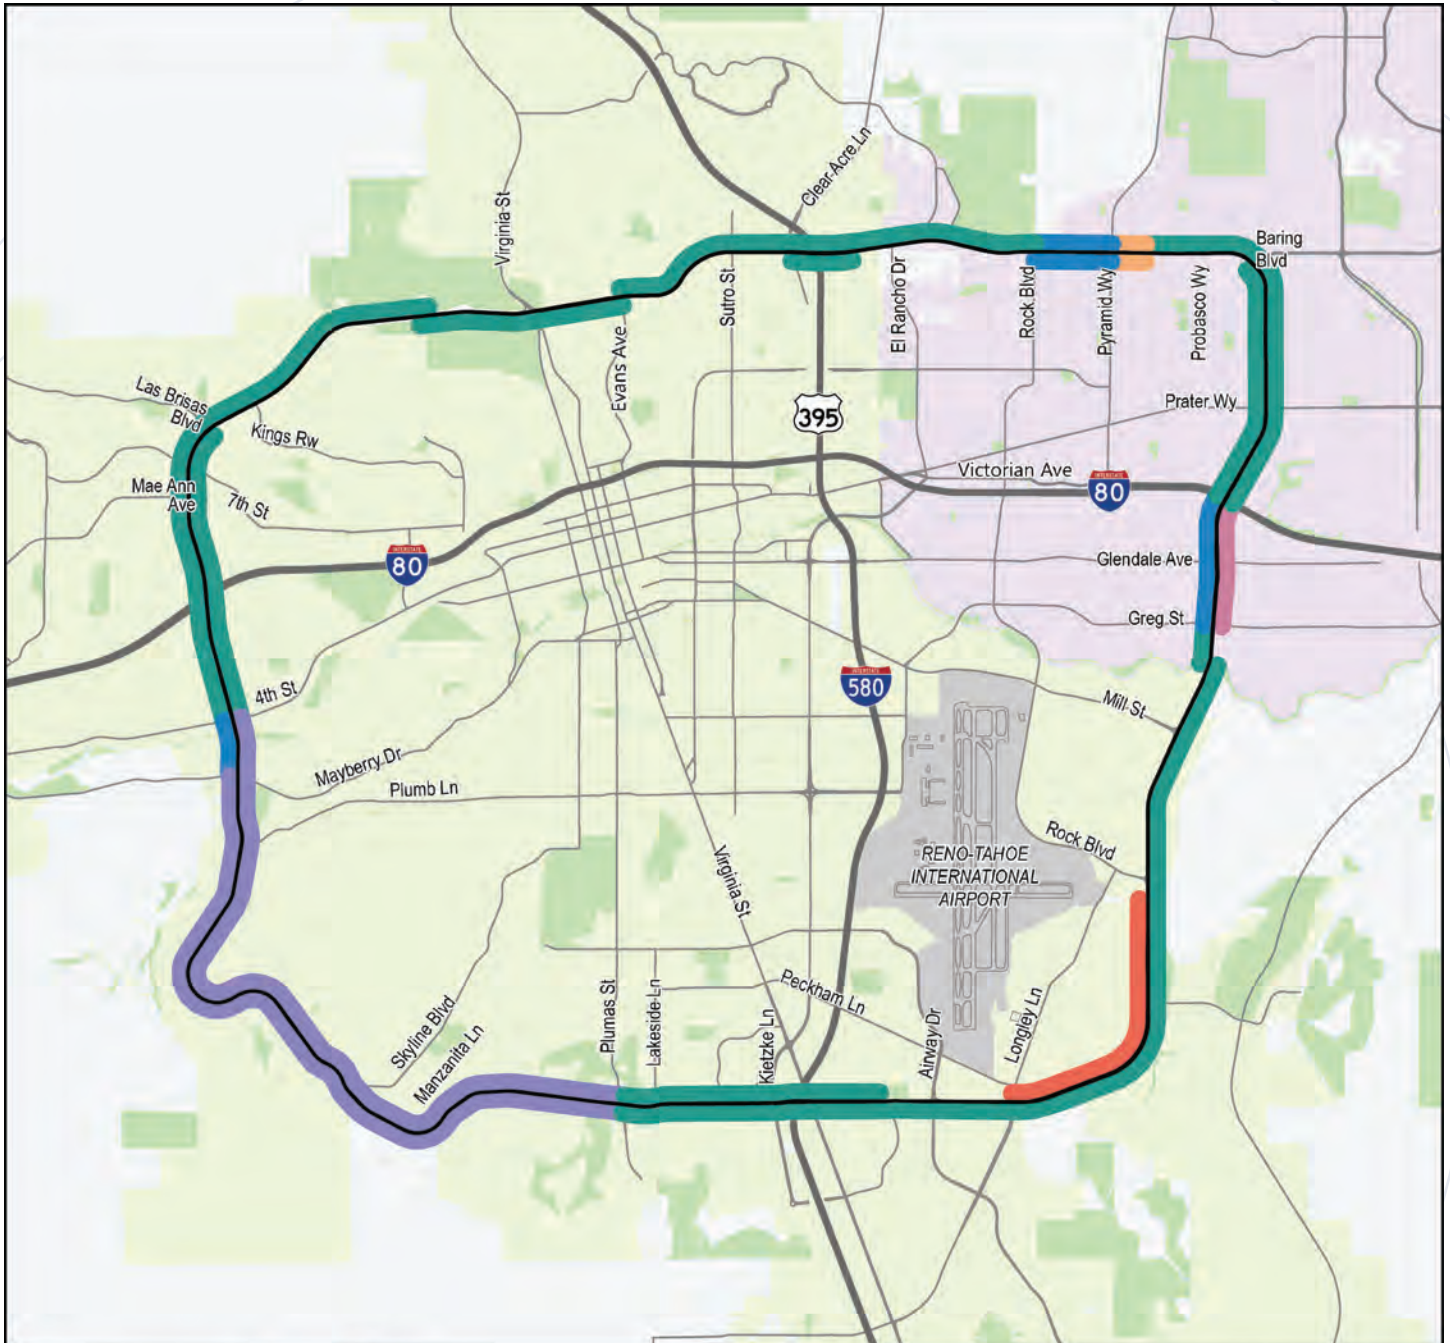 Clear Acre Ln
Virginia St
Baring
Blvd
Sutro St
El Rancho Dr
Rock Blvd
Pyramid Wy
Probasco Wy
Evans Ave
Las Brisas
Blvd
Kings Rw
395
Prater Wy
Mae Ann
Ave
7th St
Victorian Ave
INTERSTATE
80
INTERSTATE
80
Glendale Ave
Greg St
INTERSTATE
580
4th St
Mill St
Mayberry Dr
Plumb Ln
Rock Blvd
Virginia St
RENO-TAHOE
INTERNATIONAL
AIRPORT
Peckham Ln
Skyline Blvd
Manzanita Ln
Plumas St
Lakeside Ln
Kietzke Ln
Airway Dr
Longley Ln